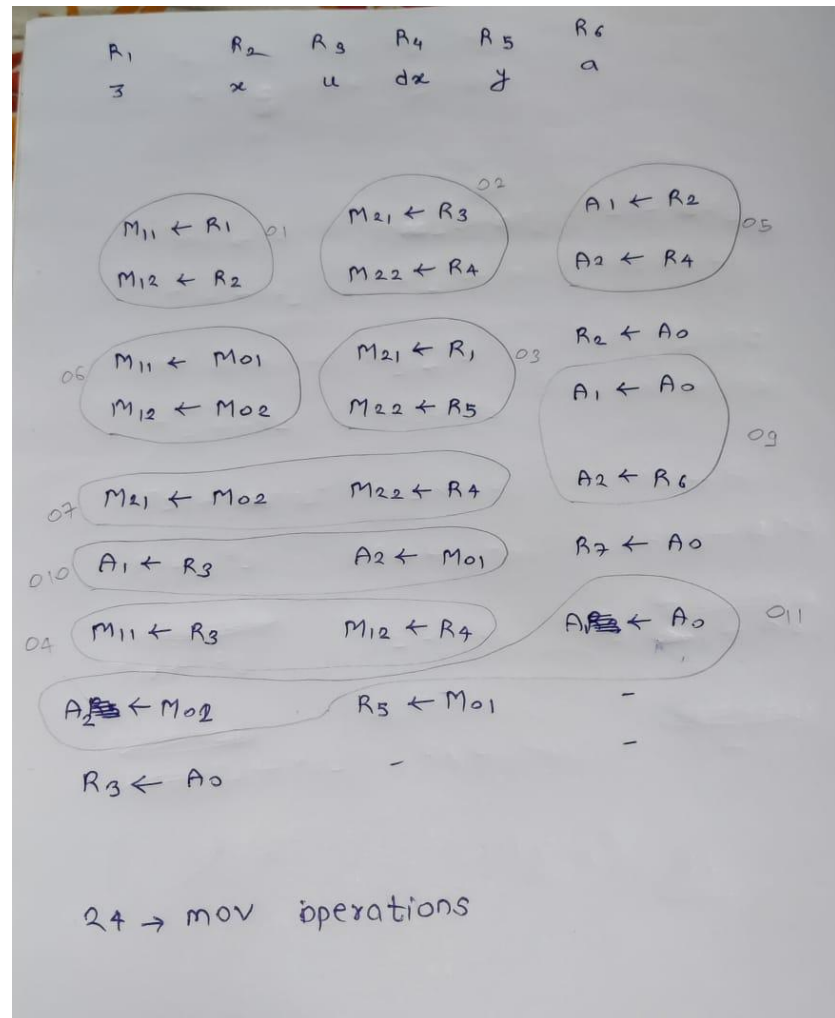 R1 R2 R3 R4 R5 R6
3 x u dx y a
M11 ← R1 01 M21 ← R3 02 A1 ← R2 05
M12 ← R2 M22 ← R4 A2 ← R4
R2 ← A0
06 M11 ← M01 M21 ← R1 03 A1 ← A0
M12 ← M02 M22 ← R5 09
07 M21 ← M02 M22 ← R4 A2 ← R6
010 A1 ← R3 A2 ← M01 R7 ← A0
04 M11 ← R3 M12 ← R4 A1 ← A0 011
A2 ← M02 R5 ← M01 -
R3 ← A0 - -
24 → mov operations